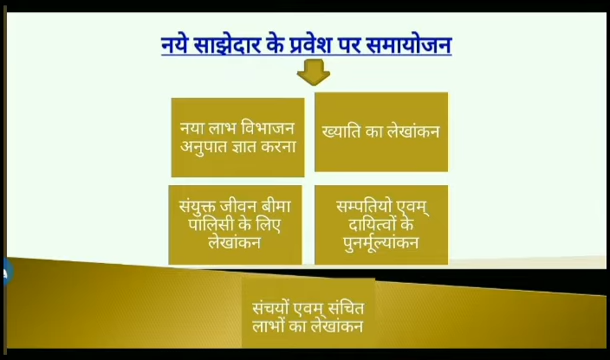 नये साझेदार के प्रवेश पर समायोजन
नया लाभ विभाजन
अनुपात ज्ञात करना
ख्याति का लेखांकन
संयुक्त जीवन बीमा
पालिसी के लिए
लेखांकन
सम्पतियो एवम्
दायित्वों के
पुनर्मूल्यांकन
संचयों एवम् संचित
लाभों का लेखांकन